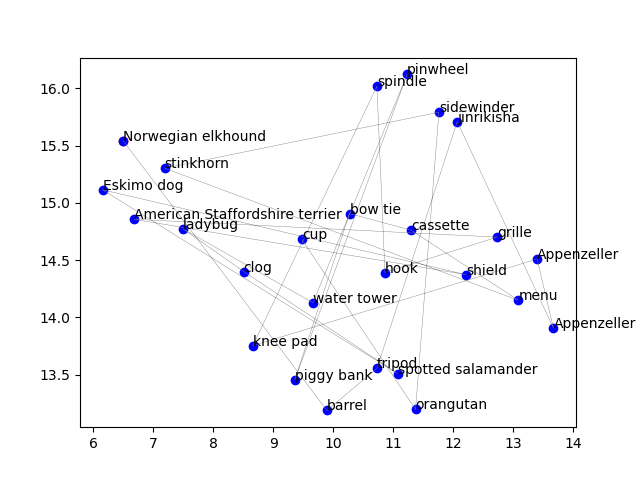 pinwheel
16.0
spindle
sidewinder
jinrikisha
15.5
Norwegian elkhound
stinkhorn
Eskimo dog
15.0
American Staffordshire terrier
bow tie
ladybug
cassette
cup
grille
14.5
Appenzeller
clog
hook
shield
water tower
menu
14.0
Appenzeller
knee pad
13.5
tripod
piggy bank
spotted salamander
barrel
orangutan
6 7 8 9 10 11 12 13 14